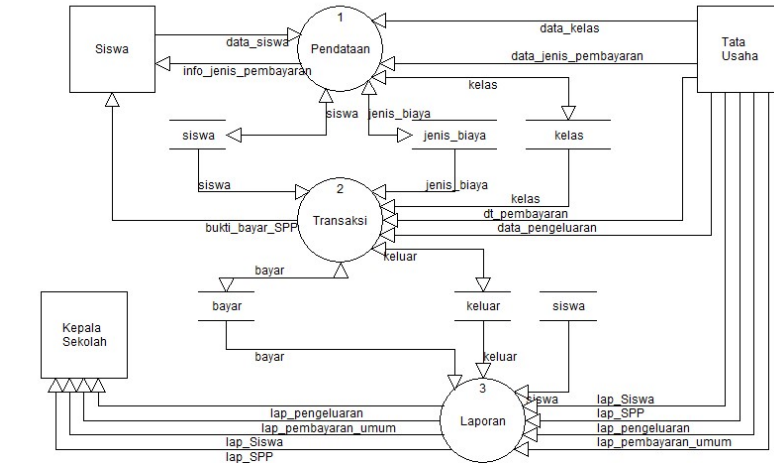 1
Siswa
Pendataan
Tata
Usaha
data_siswa
data_kelas
info_jenis_pembayaran
data_jenis_pembayaran
kelas
siswa
jenis_biaya
siswa
jenis_biaya
kelas
siswa
2
jenis_biaya
kelas
Transaksi
dt_pembayaran
bukti_bayar_SPP
data_pengeluaran
keluar
bayar
bayar
keluar
siswa
Kepala
Sekolah
bayar
keluar
3
siswa
lap_Siswa
lap_pengeluaran
lap_SPP
Laporan
lap_pembayaran_umum
lap_pengeluaran
lap_Siswa
lap_pembayaran_umum
lap_SPP